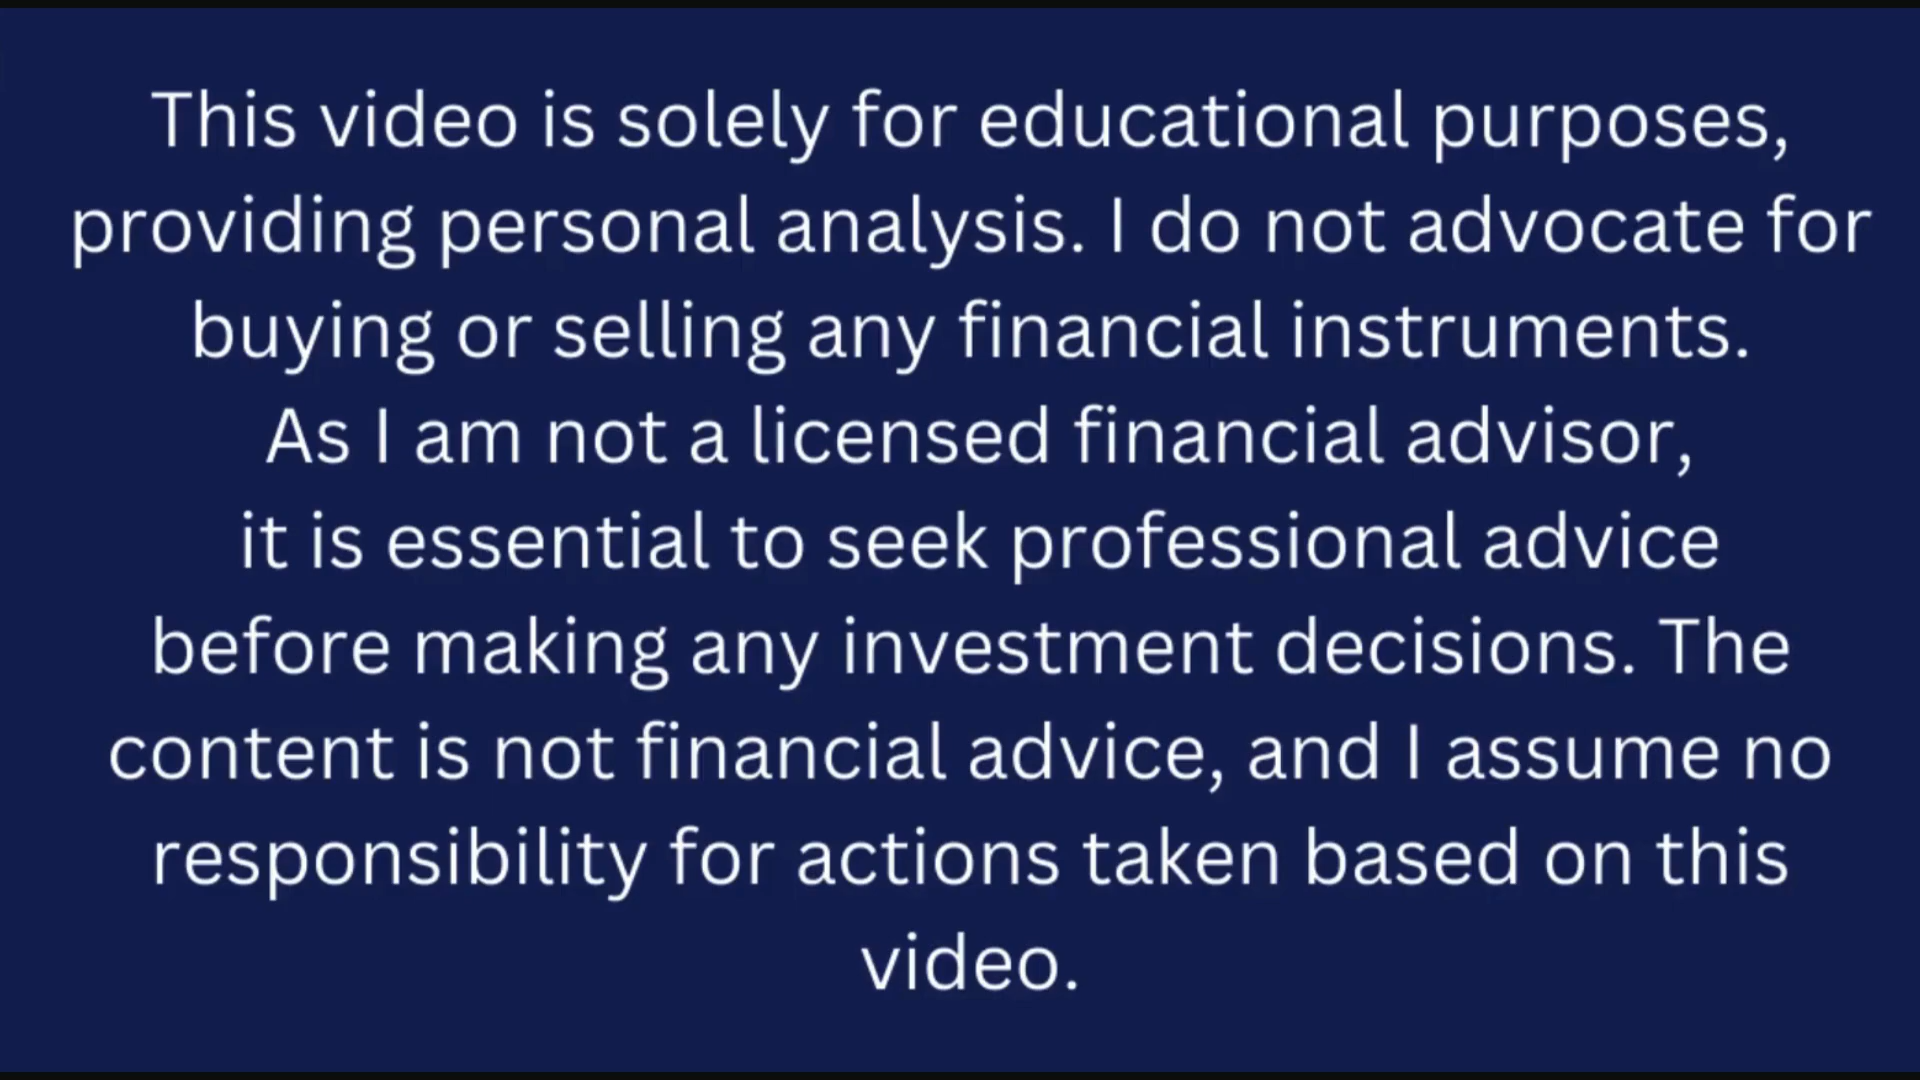 This video is solely for educational purposes,
providing personal analysis. I do not advocate for
buying or selling any financial instruments.
As I am not a licensed financial advisor,
it is essential to seek professional advice
before making any investment decisions. The
content is not financial advice, and I assume no
responsibility for actions taken based on this
video.